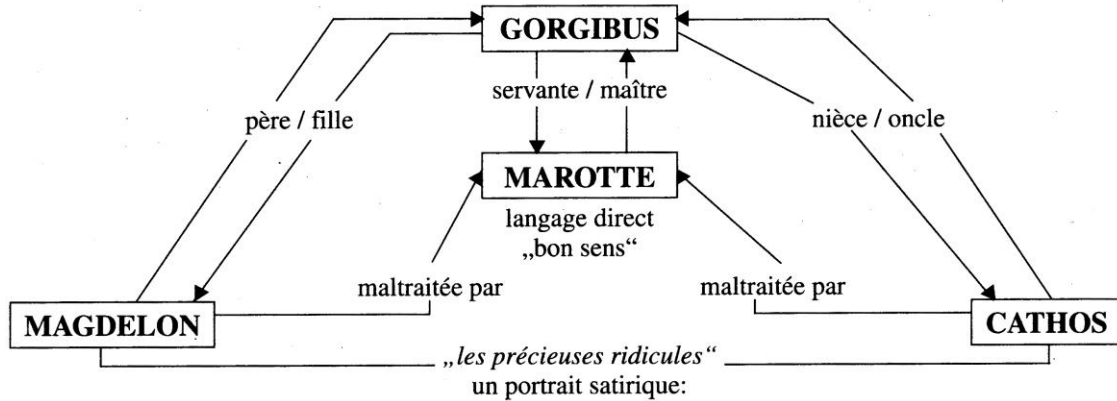 GORGIBUS
servante / maître
père / fille
nièce / oncle
MAROTTE
langage direct
„bon sens“
maltraitée par
maltraitée par
MAGDELON
CATHOS
„les précieuses ridicules“
un portrait satirique: